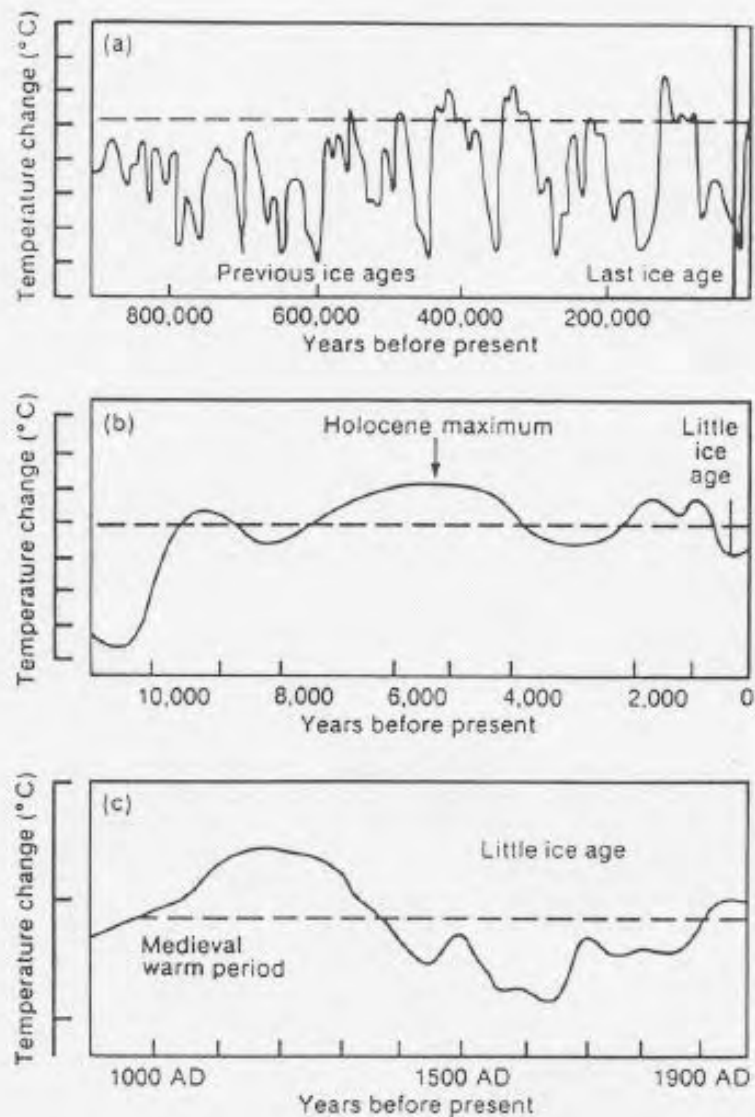 (a)
Temperature change (°C)
Previous ice ages
Last ice age
800,000
600,000
400,000
200,000
Years before present
(b)
Temperature change (°C)
Holocene maximum
Little
ice
age
10,000
8,000
6,000
4,000
2,000
0
Years before present
(c)
Temperature change (°C)
Little ice age
Medieval
warm period
1000 AD
1500 AD
1900 AD
Years before present